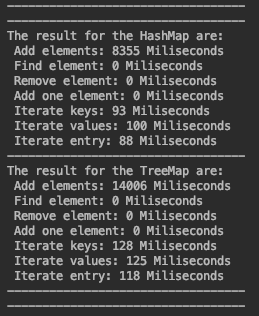 The result for the HashMap are:
Add elements: 8355 Miliseconds
Find element: 0 Miliseconds
Remove element: 0 Miliseconds
Add one element: 0 Miliseconds
Iterate keys: 93 Miliseconds
Iterate values: 100 Miliseconds
Iterate entry: 88 Miliseconds
The result for the TreeMap are:
Add elements: 14006 Miliseconds
Find element: 0 Miliseconds
Remove element: 0 Miliseconds
Add one element: 0 Miliseconds
Iterate keys: 128 Miliseconds
Iterate values: 125 Miliseconds
Iterate entry: 118 Miliseconds